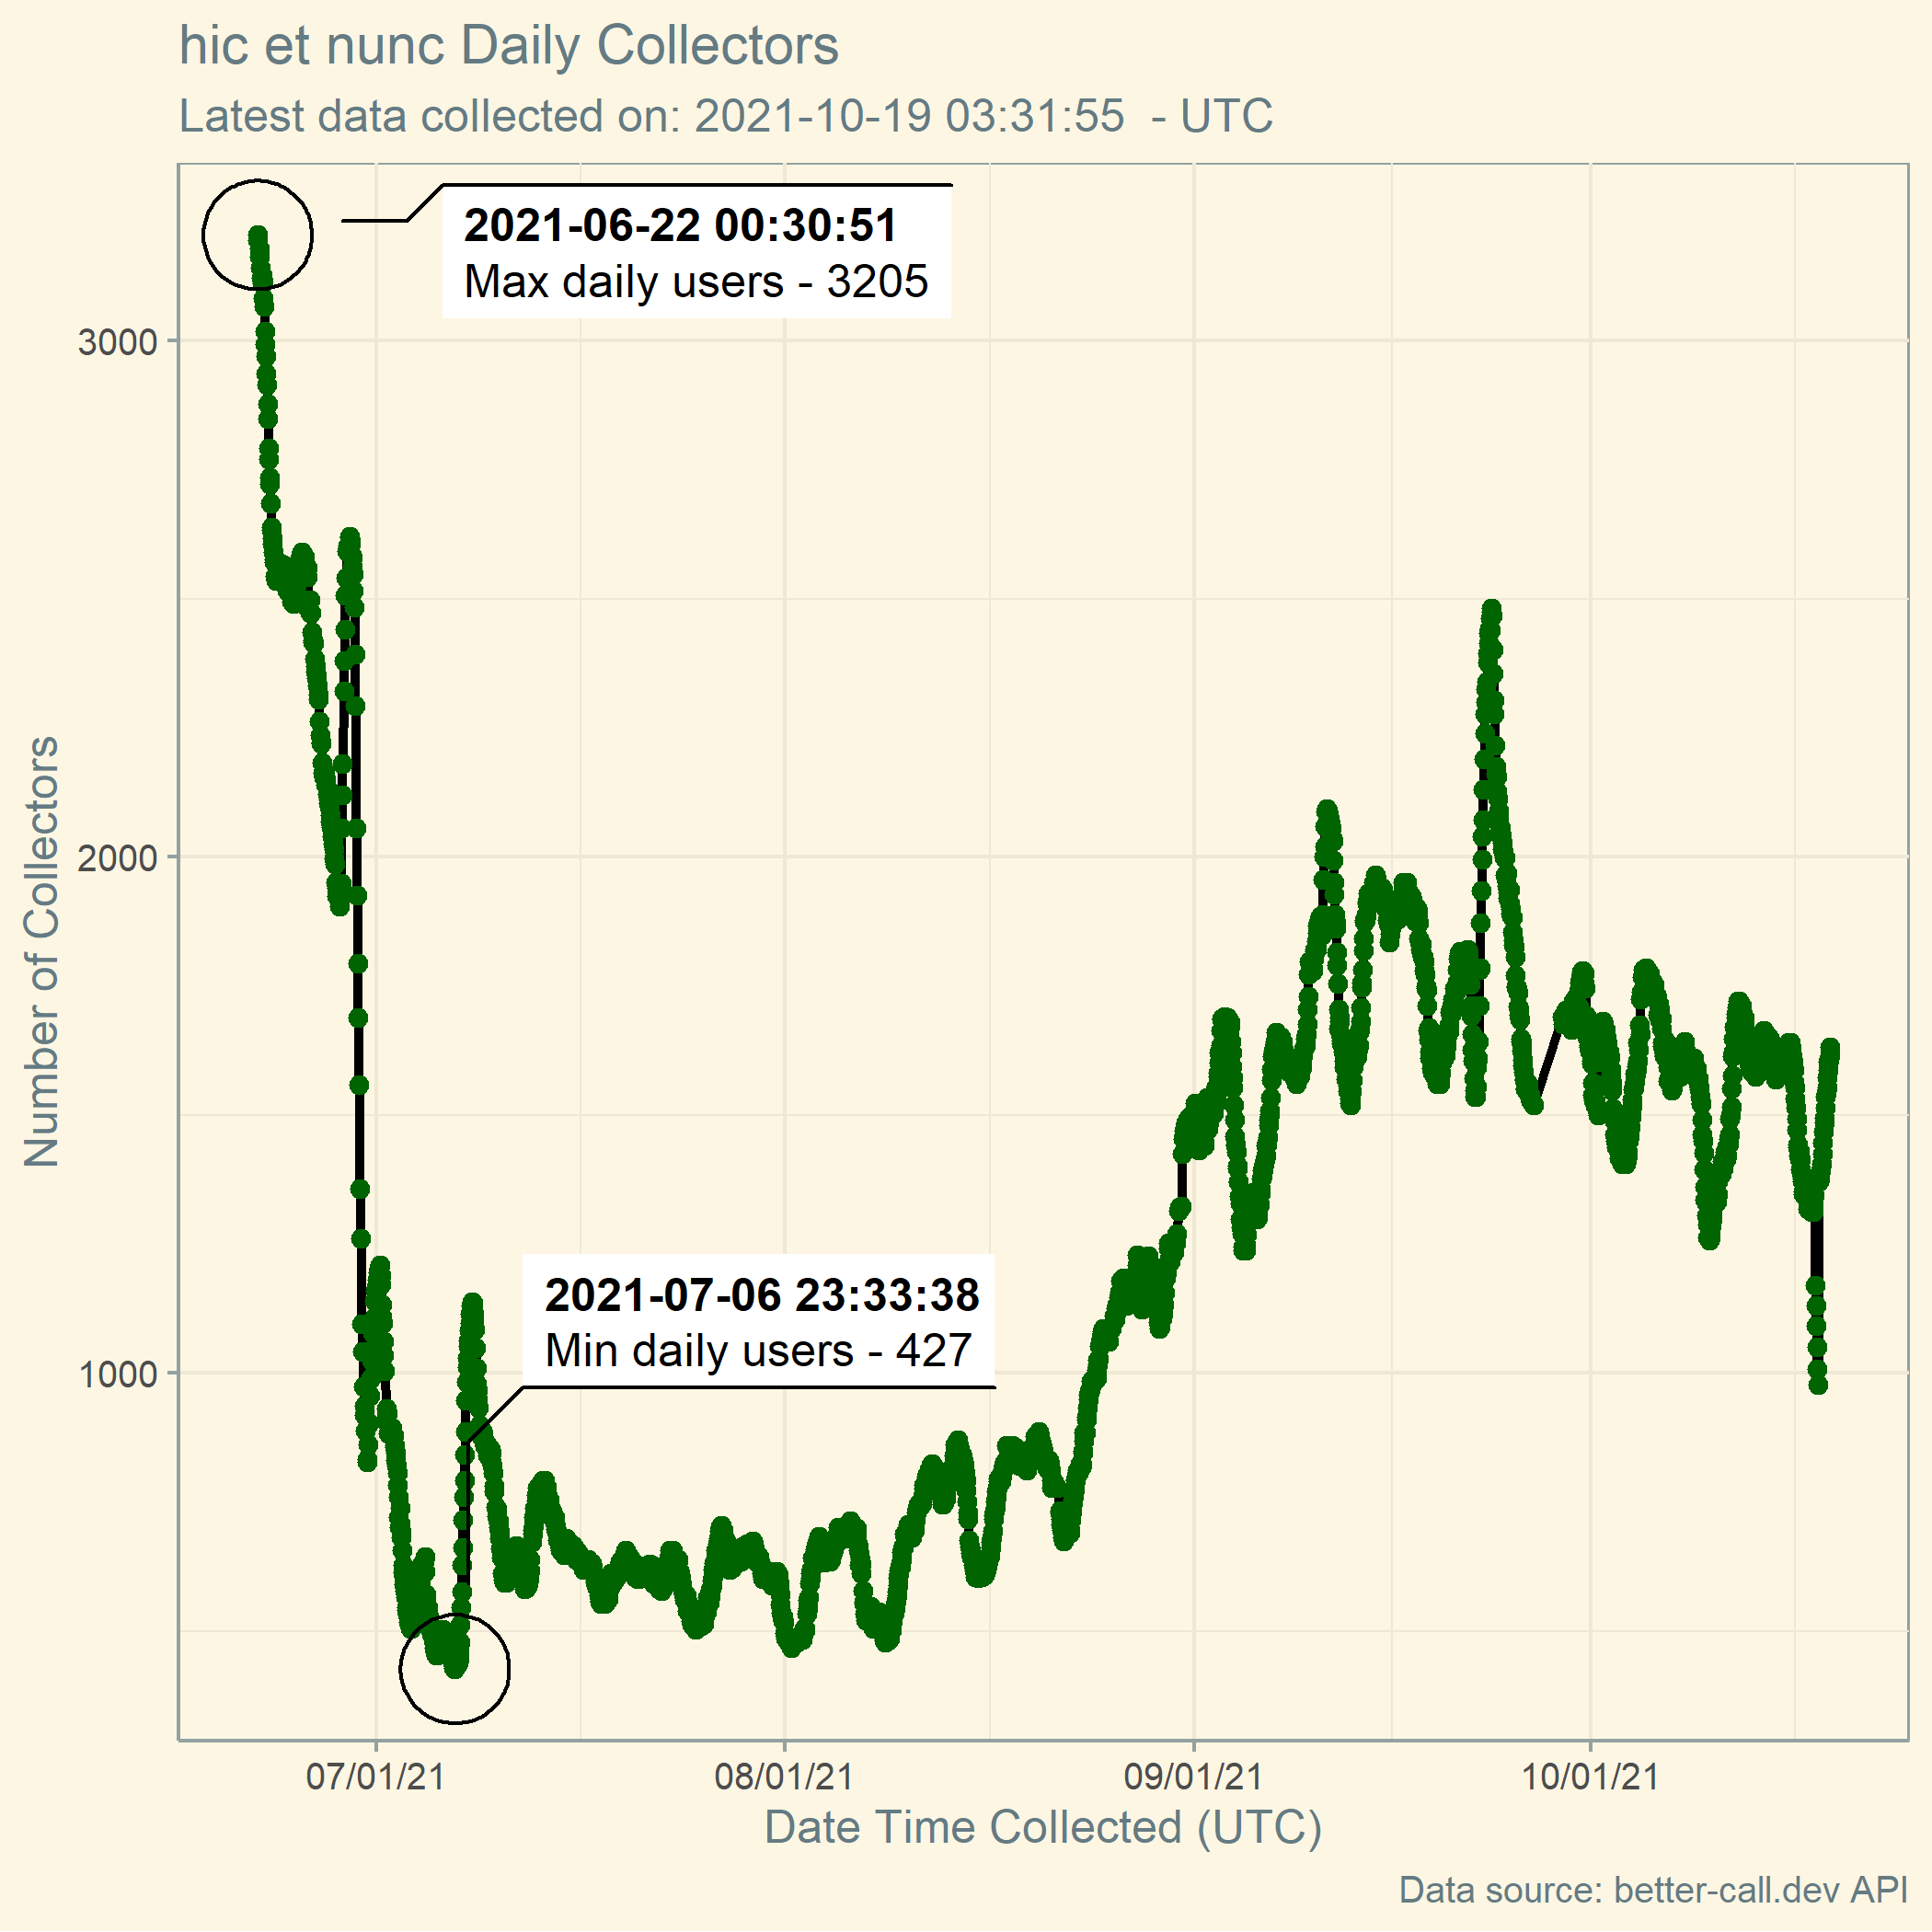 hic et nunc Daily Collectors
Latest data collected on: 2021-10-19 03:31:55  - UTC
2021-06-22 00:30:51
Max daily users - 3205
3000
2000
1000
Number of Collectors
2021-07-06 23:33:38
Min daily users - 427
07/01/21 08/01/21 09/01/21 10/01/21
Date Time Collected (UTC)
Data source: better-call.dev API